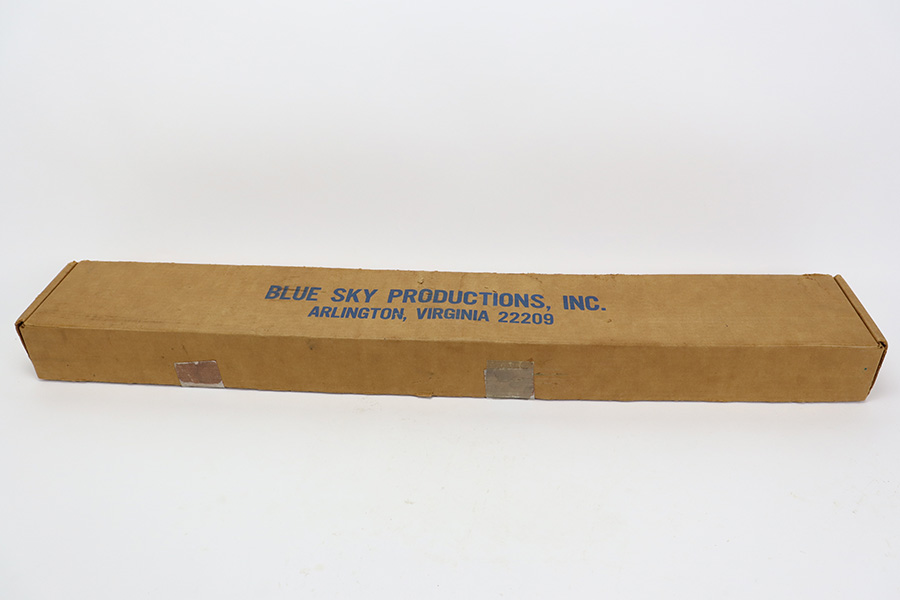 BLUE SKY PRODUCTIONS, INC.
ARLINGTON, VIRGINIA 22209